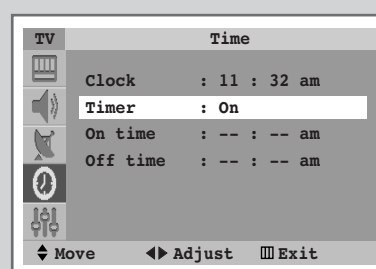 TV Time
Clock : 11 : 32 am
Timer : On
On time : -- : -- am
Off time : -- : -- am
Move Adjust Exit